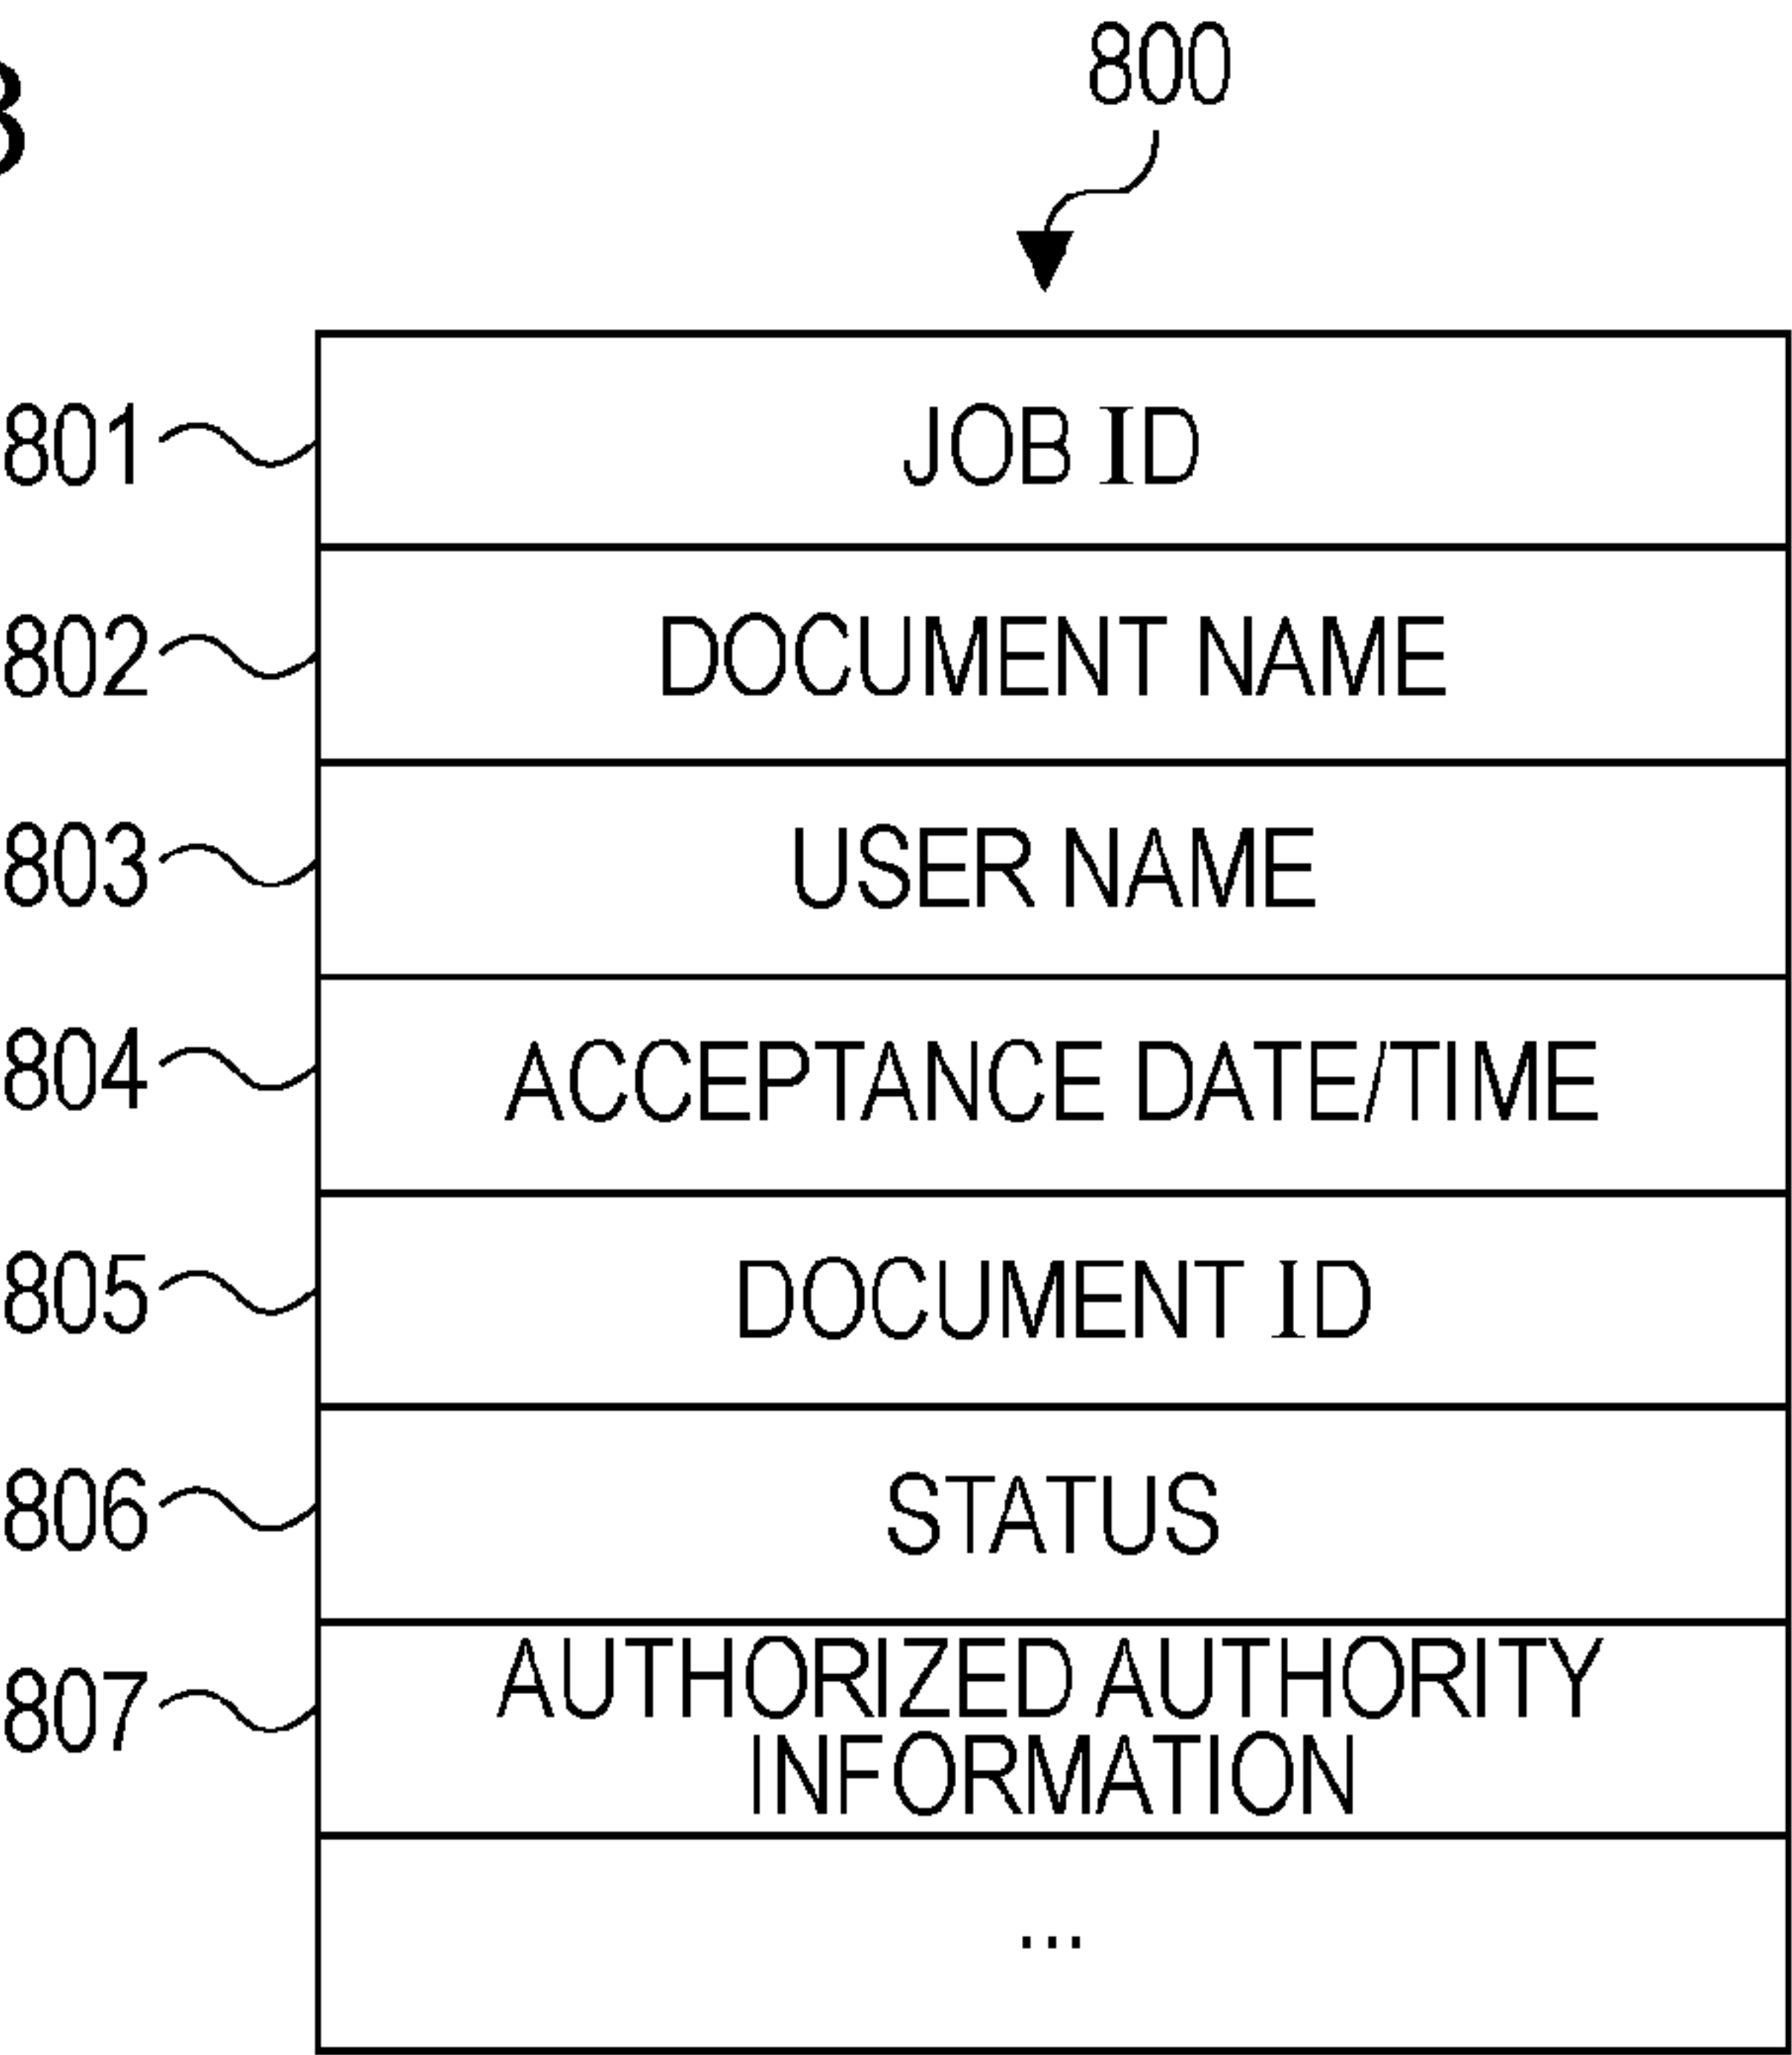 800
801 JOB ID
802 DOCUMENT NAME
803 USER NAME
804 ACCEPTANCE DATE/TIME
805 DOCUMENT ID
806 STATUS
807 AUTHORIZED AUTHORITY
INFORMATION
...